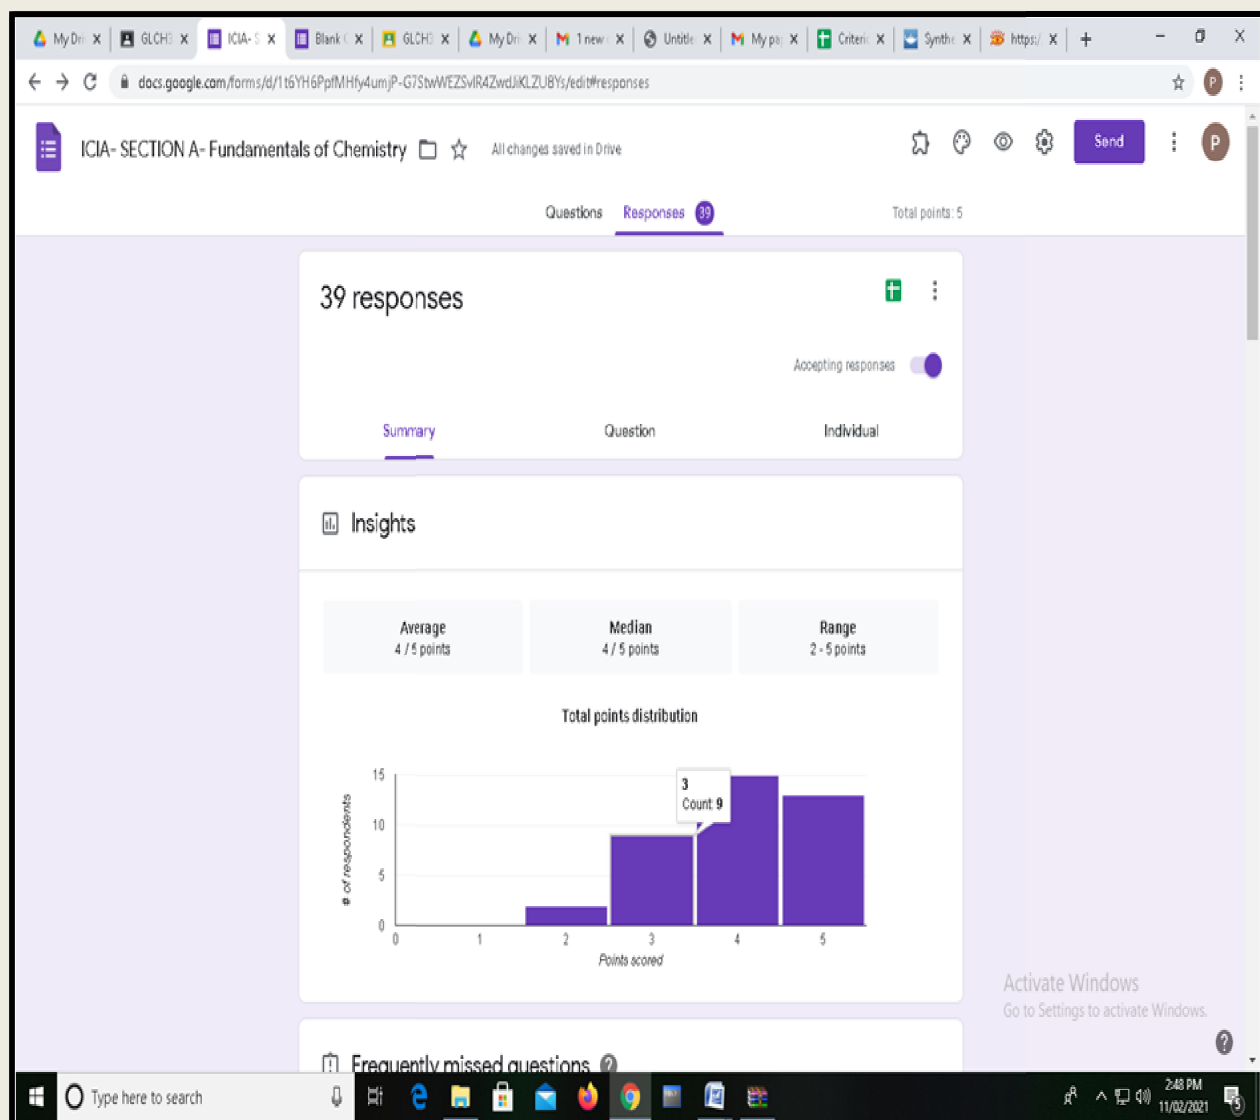 My Dri
GLCH3
ICIA- S
Blank
GLCH3
My Dri
1 new
Untitle
My pa
Criteri
Synthe
https:/
docs.google.com/forms/d/
/edit#responses
ICIA- SECTION A- Fundamentals of Chemistry
All changes saved in Drive
Send
P
Questions Responses 39
Total points: 5
39 responses
Accepting responses
Summary
Question
Individual
Insights
Average
4 / 5 points
Median
4 / 5 points
Range
2 - 5 points
Total points distribution
# of respondents
15
10
5
0
3
Count 9
0 1 2 3 4 5
Points scored
Activate Windows
Go to Settings to activate Windows.
Frequently missed questions
Type here to search
2:48 PM
11/02/2021